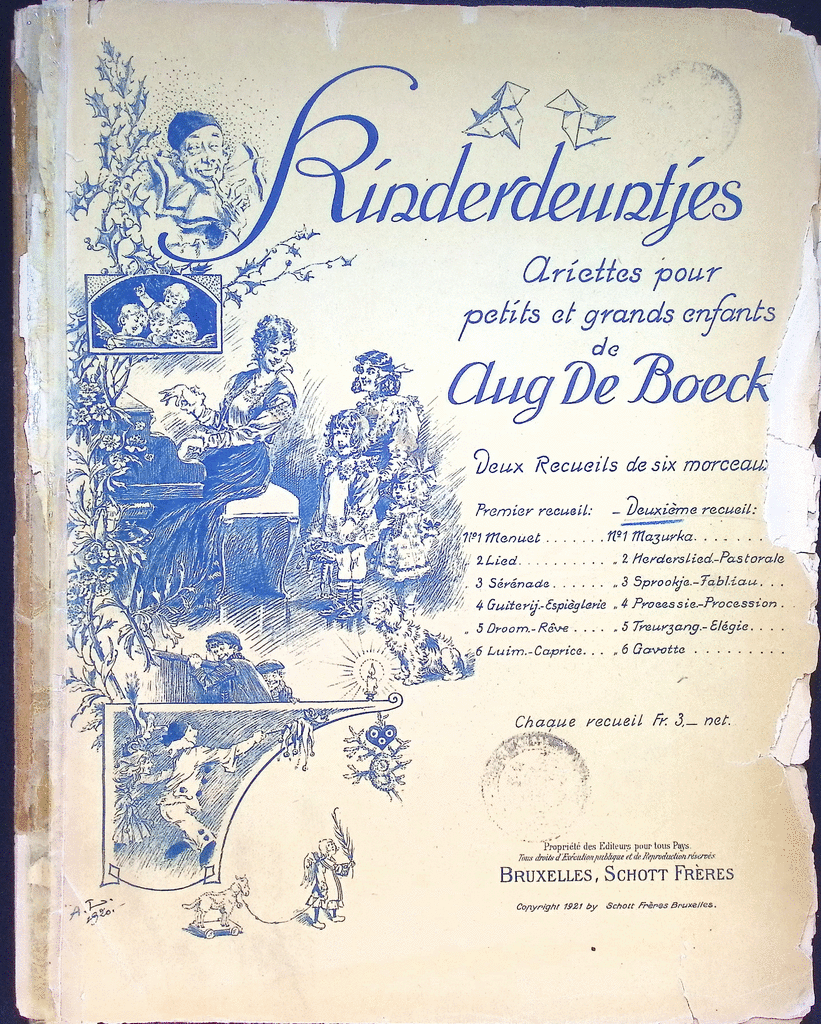 Kinderdeuntjes
Ariettes pour
petits et grands enfants
de
Aug De Boeck
Deux Recueils de six morceaux
Premier recueil: – Deuxième recueil:
Nº1 Menuet . . . . . . . Nº1 Mazurka . . . . . . . .
„ 2 Lied . . . . . . . . . . „ 2 Herderslied.-Pastorale
3 Sérénade . . . . . . . „ 3 Sprookje.-Fabliau . . .
4 Guiterij.-Espièglerie „ 4 Processie.-Procession .
„ 5 Droom.-Rêve . . . . „ 5 Treurzang.-Elégie . . . .
6 Luim.-Caprice . . . „ 6 Gavotte . . . . . . . . .
Chaque recueil Fr. 3,— net.
Propriété des Editeurs pour tous Pays.
Tous droits d'Exécution publique et de Reproduction réservés.
BRUXELLES, SCHOTT FRÈRES
Copyright 1921 by Schott Frères Bruxelles.
1920.-